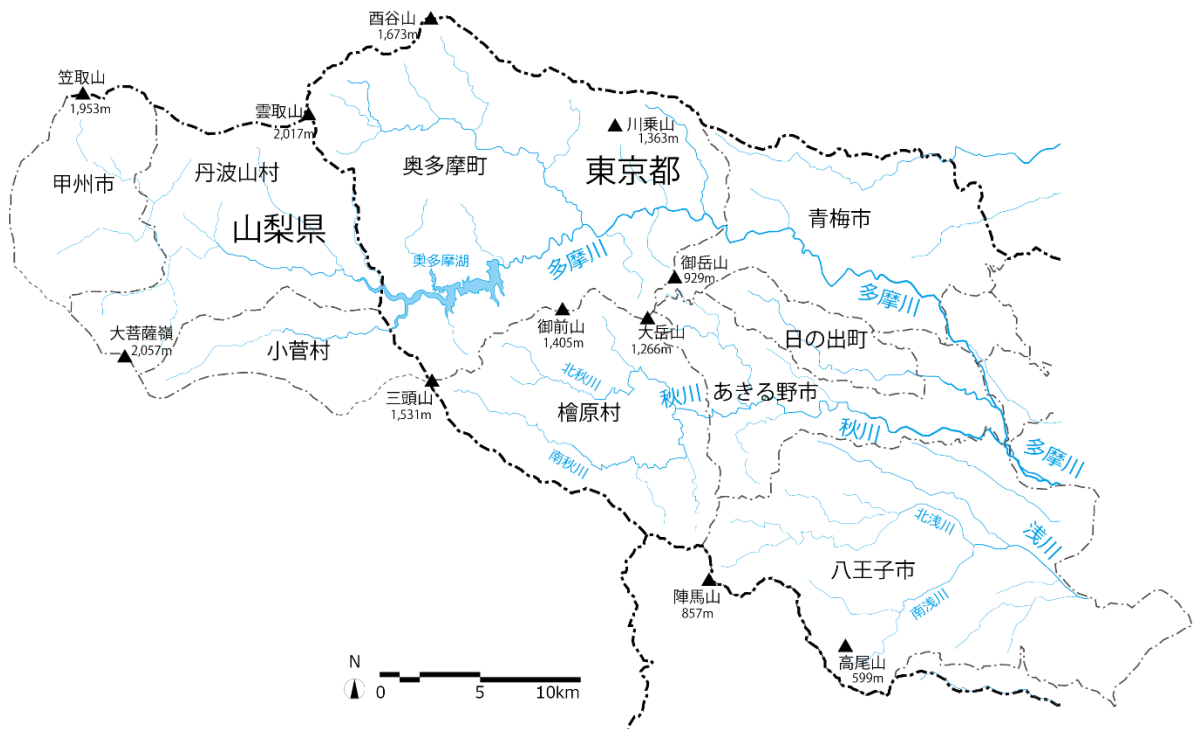 酉谷山
1,673m
笠取山
1,953m
雲取山
2,017m
川乗山
1,363m
奥多摩町
東京都
丹波山村
甲州市
山梨県
青梅市
奥多摩湖
多摩川
御岳山
929m
多摩川
大菩薩嶺
2,057m
小菅村
御前山
1,405m
大岳山
1,266m
日の出町
三頭山
1,531m
北秋川
檜原村
秋川
あきる野市
秋川
南秋川
多摩川
北浅川
浅川
八王子市
南浅川
陣馬山
857m
高尾山
599m
N
0
5
10km